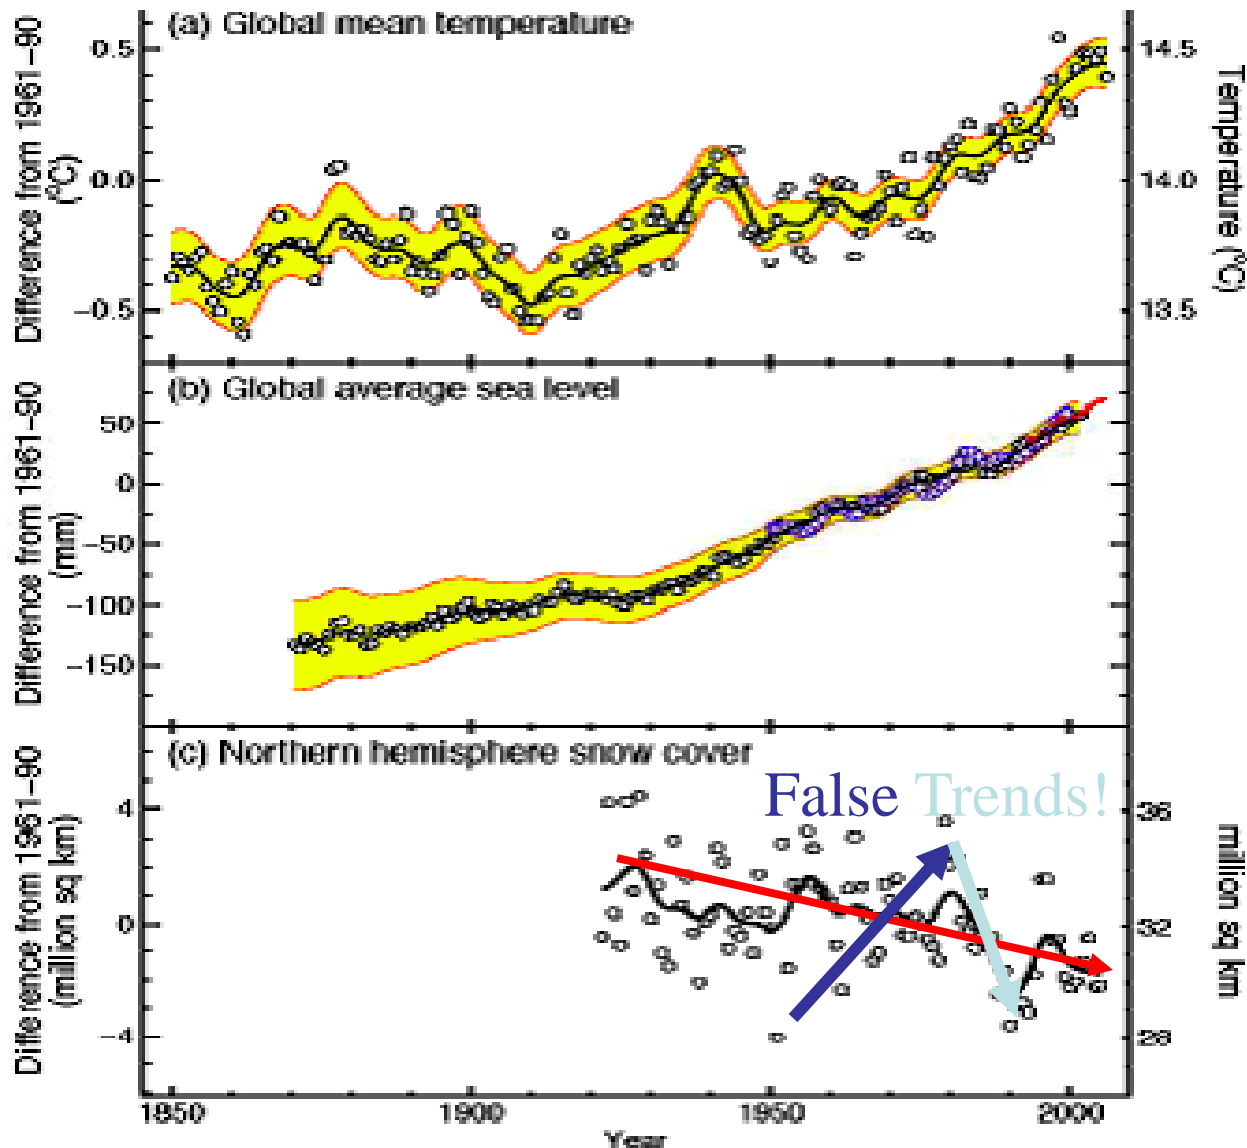 (a) Global mean temperature
Difference from 1961-90
(°C)
0.5
0.0
−0.5
14.5
14.0
13.5
Temperature (°C)
(b) Global average sea level
Difference from 1961-90
(mm)
50
0
−50
−100
−150
(c) Northern hemisphere snow cover
False Trends!
Difference from 1961-90
(million sq km)
4
0
−4
36
32
28
million sq km
1850
1900
1950
2000
Year